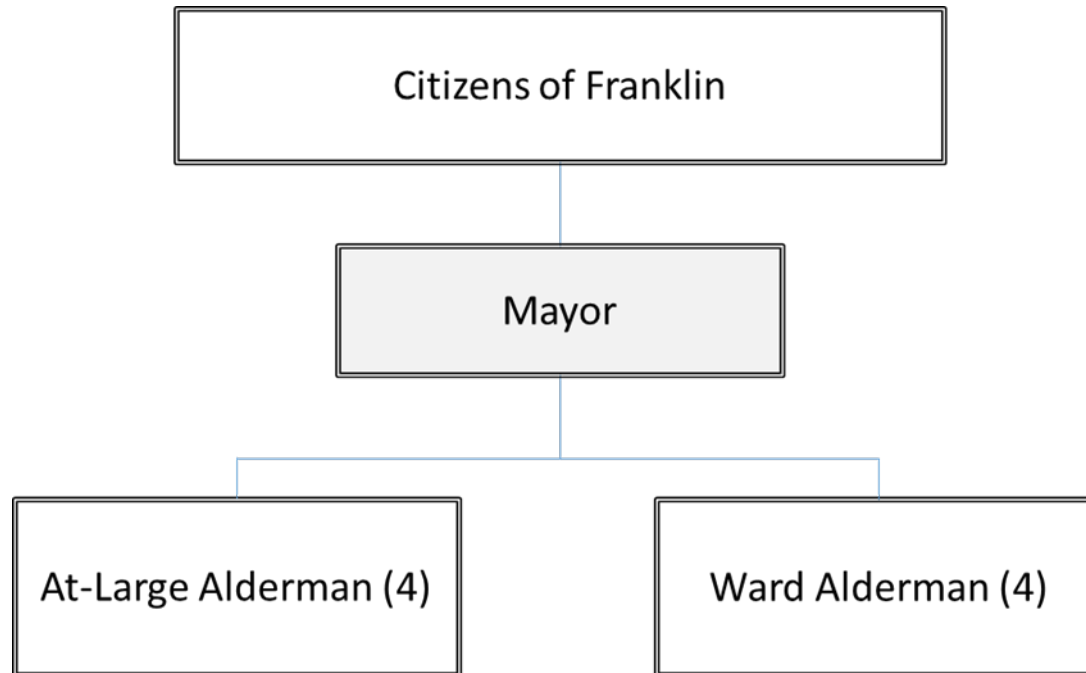 Citizens of Franklin
Mayor
At-Large Alderman (4)
Ward Alderman (4)